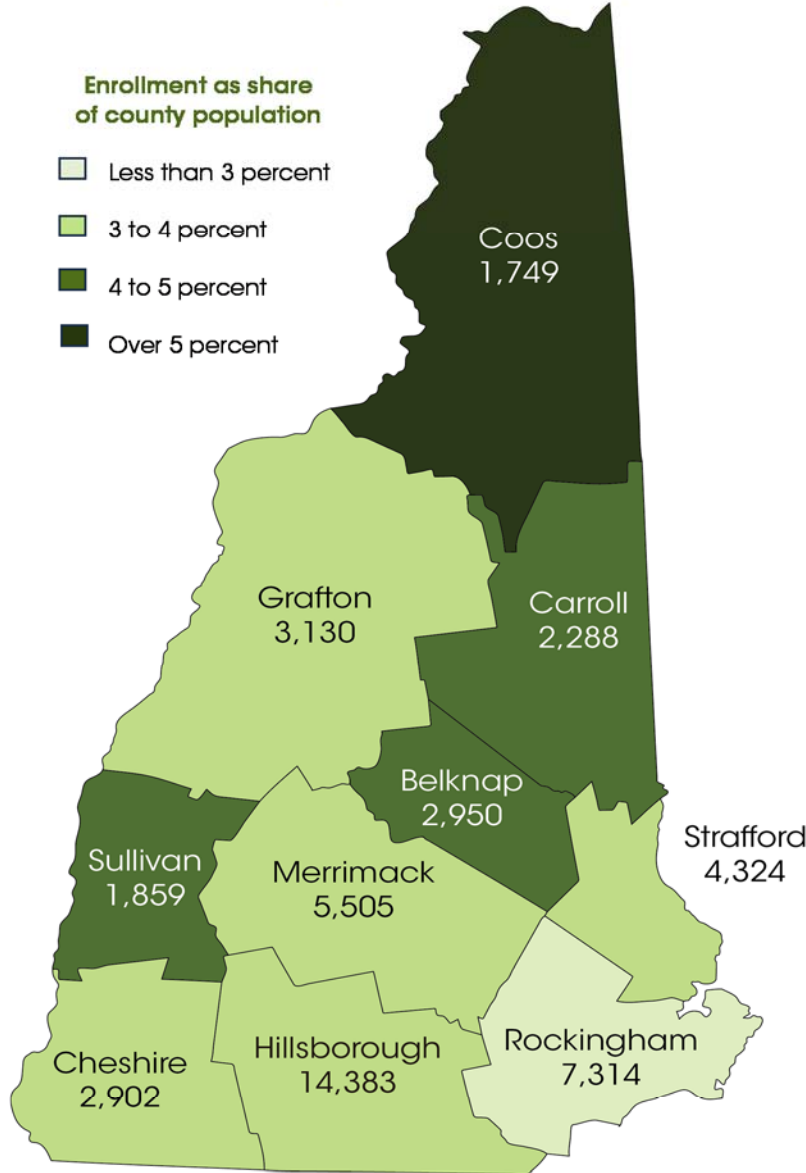 Enrollment as share
of county population
Less than 3 percent
3 to 4 percent
4 to 5 percent
Over 5 percent
Coos
1,749
Grafton
3,130
Carroll
2,288
Belknap
2,950
Strafford
4,324
Sullivan
1,859
Merrimack
5,505
Cheshire
2,902
Hillsborough
14,383
Rockingham
7,314